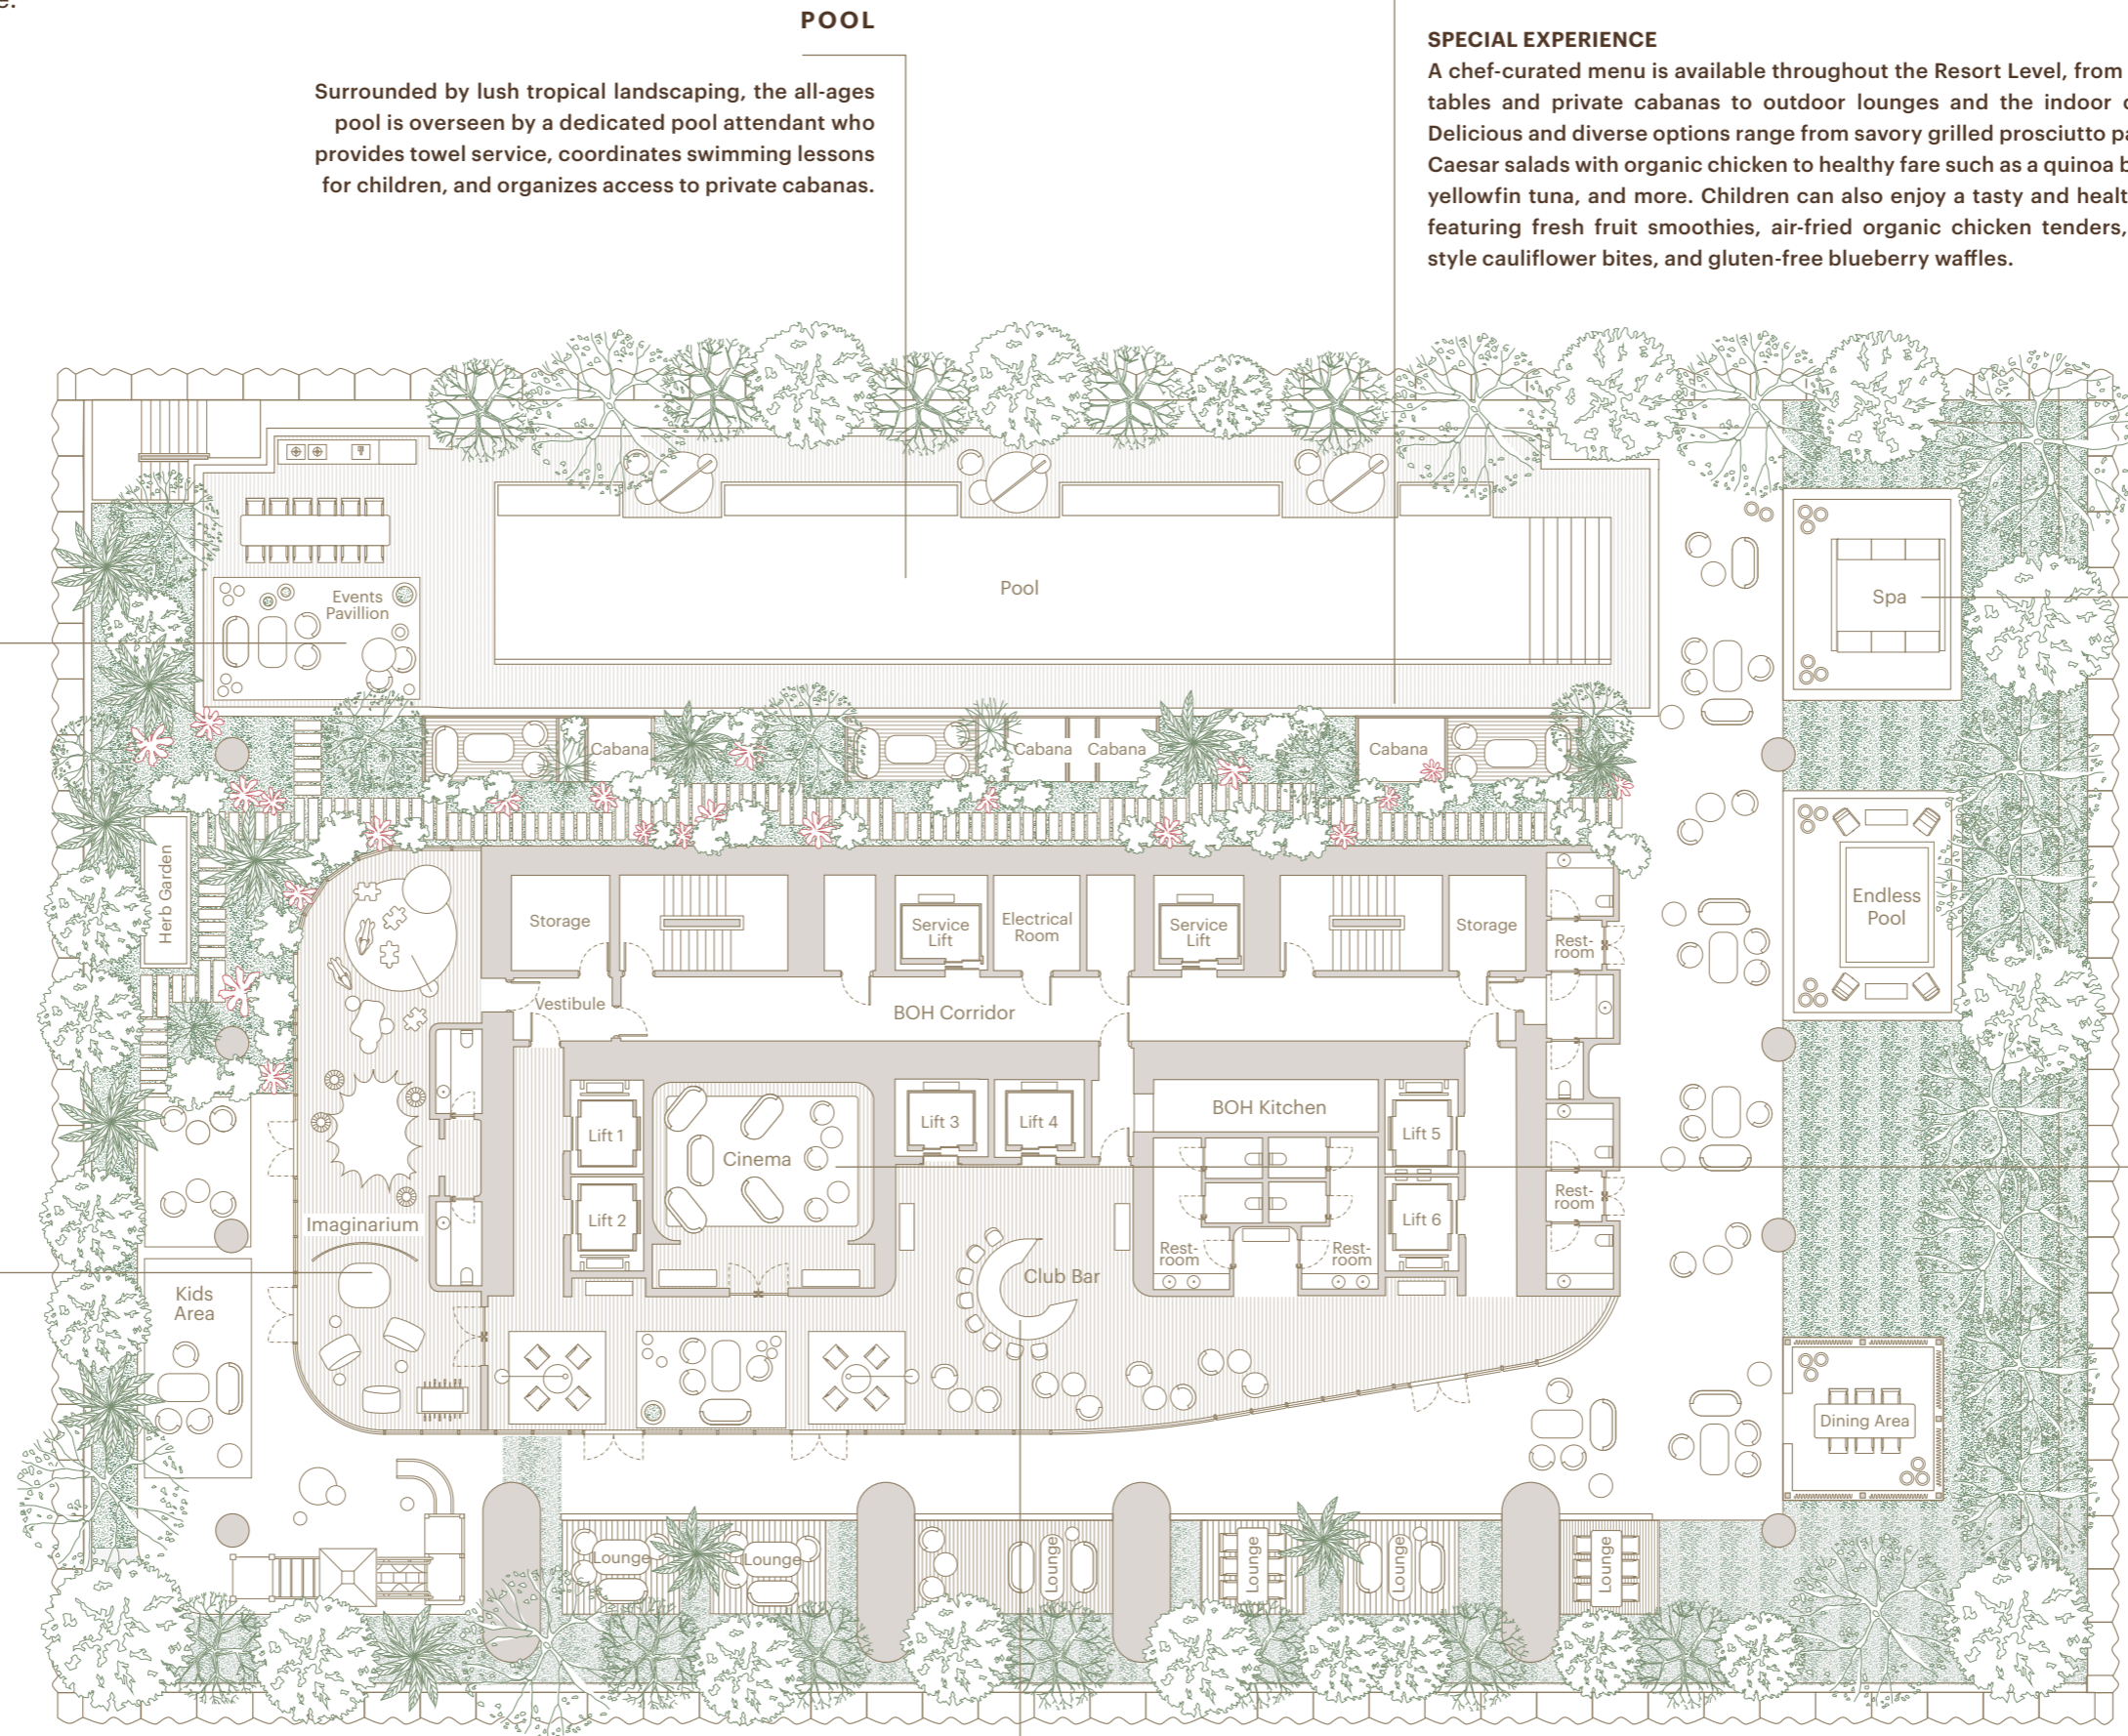 POOL
Surrounded by lush tropical landscaping, the all-ages
pool is overseen by a dedicated pool attendant who
provides towel service, coordinates swimming lessons
for children, and organizes access to private cabanas.
SPECIAL EXPERIENCE
A chef-curated menu is available throughout the Resort Level, from
tables and private cabanas to outdoor lounges and the indoor
Delicious and diverse options range from savory grilled prosciutto
Caesar salads with organic chicken to healthy fare such as a quinoa
yellowfin tuna, and more. Children can also enjoy a tasty and
featuring fresh fruit smoothies, air-fried organic chicken tenders,
style cauliflower bites, and gluten-free blueberry waffles.
Events
Pavillion
Pool
Spa
Cabana
Cabana
Cabana
Cabana
Herb Garden
Storage
Service
Lift
Electrical
Room
Service
Lift
Storage
Rest-
room
Endless
Pool
Vestibule
BOH Corridor
Lift 1
Cinema
Lift 3
Lift 4
BOH Kitchen
Lift 5
Lift 2
Lift 6
Rest-
room
Imaginarium
Rest-
room
Rest-
room
Club Bar
Kids
Area
Dining Area
Lounge
Lounge
Lounge
Lounge
Lounge
Lounge